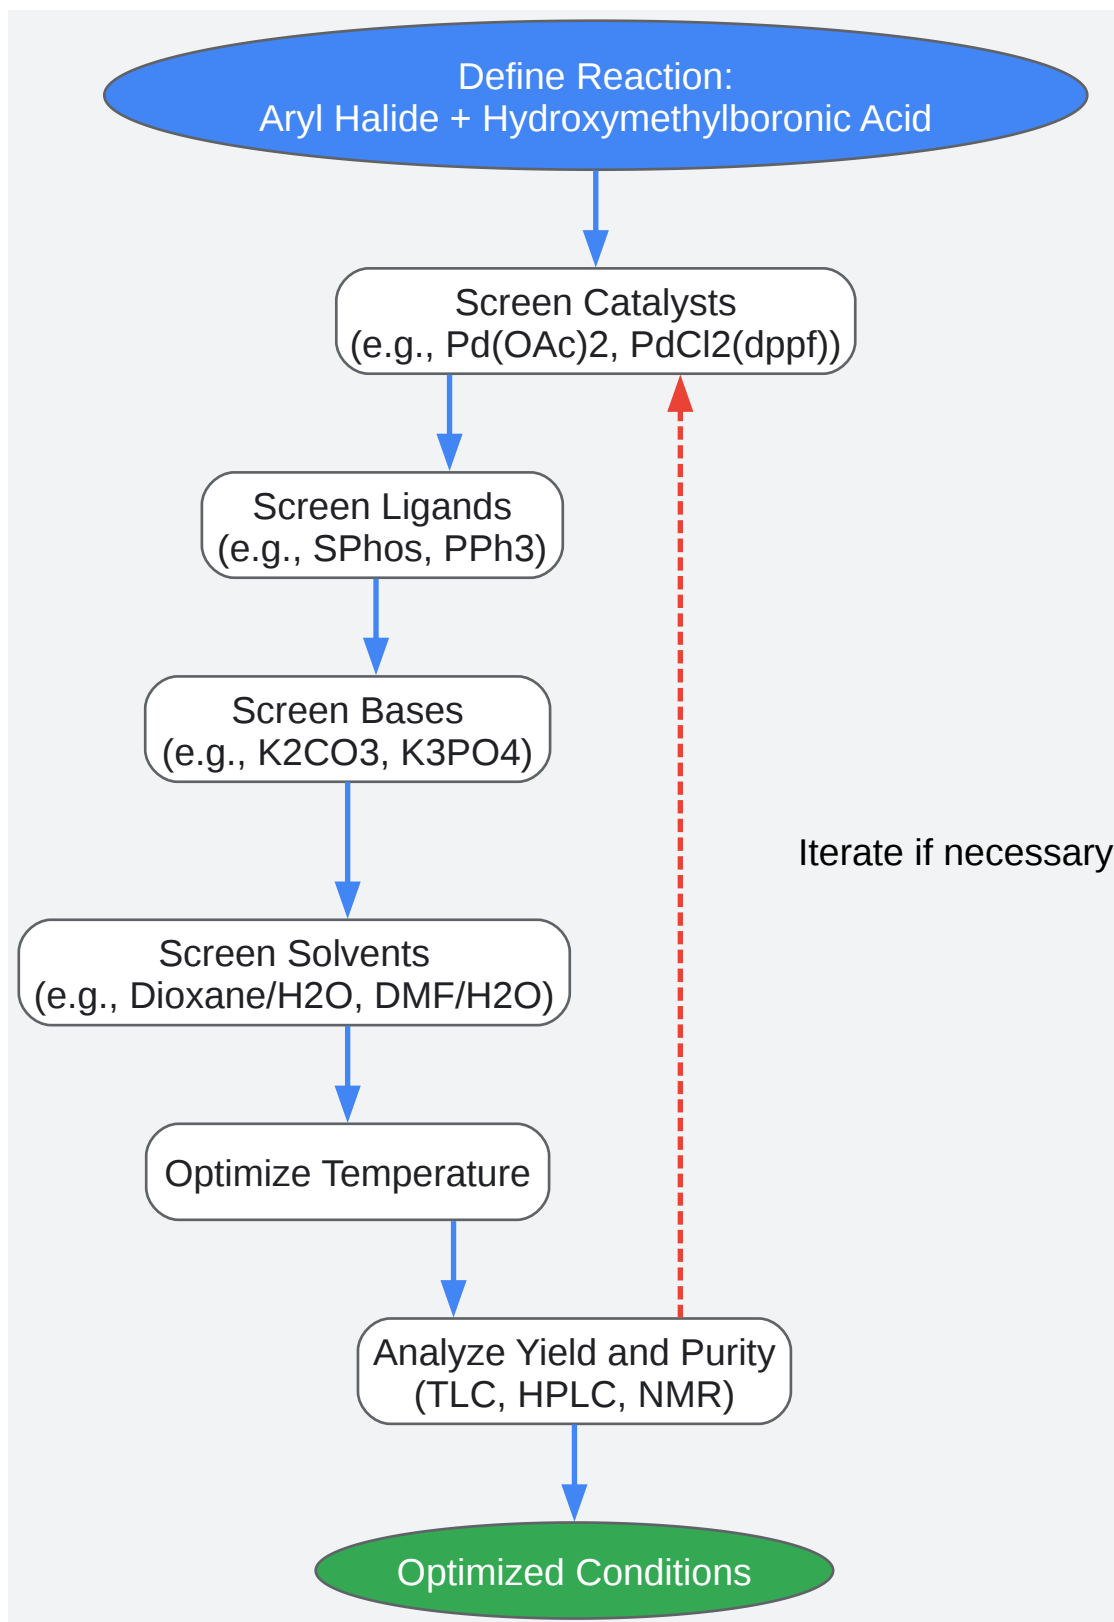 Define Reaction:
Aryl Halide + Hydroxymethylboronic Acid
Screen Catalysts
(e.g., Pd(OAc)2, PdCl2(dppf))
Screen Ligands
(e.g., SPhos, PPh3)
Screen Bases
(e.g., K2CO3, K3PO4)
Iterate if necessary
Screen Solvents
(e.g., Dioxane/H2O, DMF/H2O)
Optimize Temperature
Analyze Yield and Purity
(TLC, HPLC, NMR)
Optimized Conditions